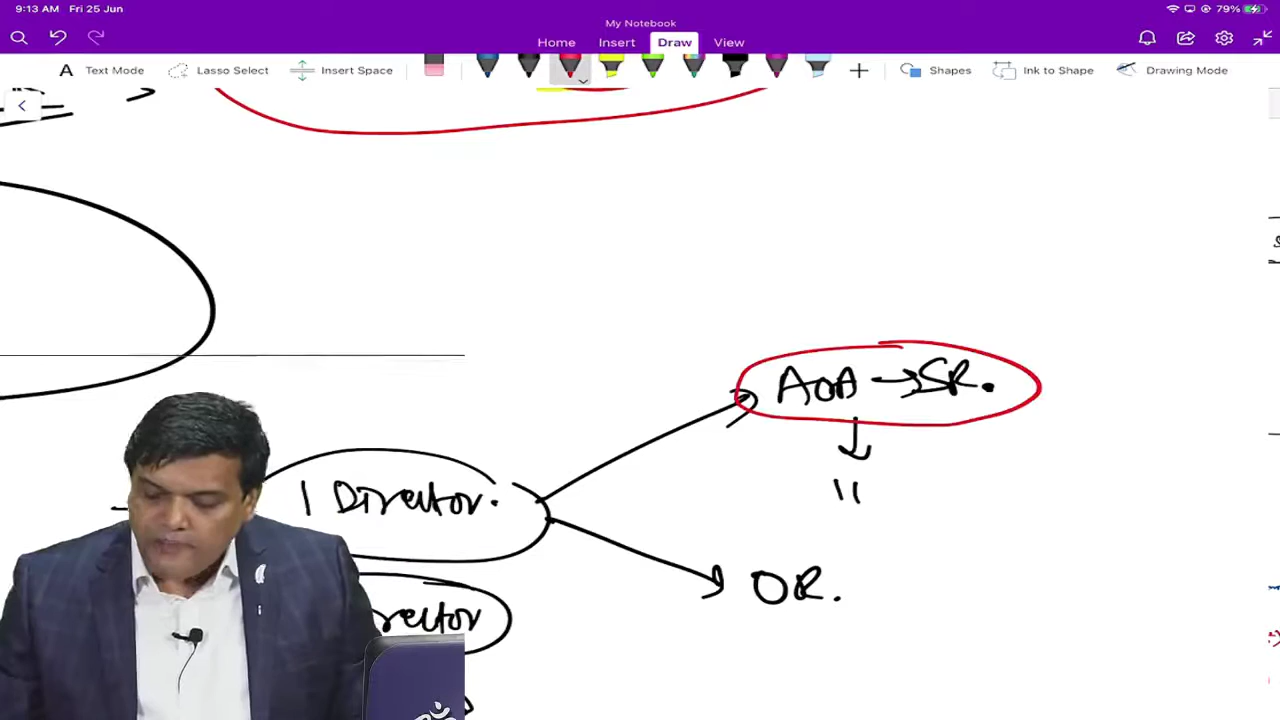 9:13 AM Fri 25 Jun
79%
My Notebook
Home Insert Draw View
A Text Mode Lasso Select Insert Space Shapes Ink to Shape Drawing Mode
AOA → SR.
↓
11
1 Director.
OR.
rector